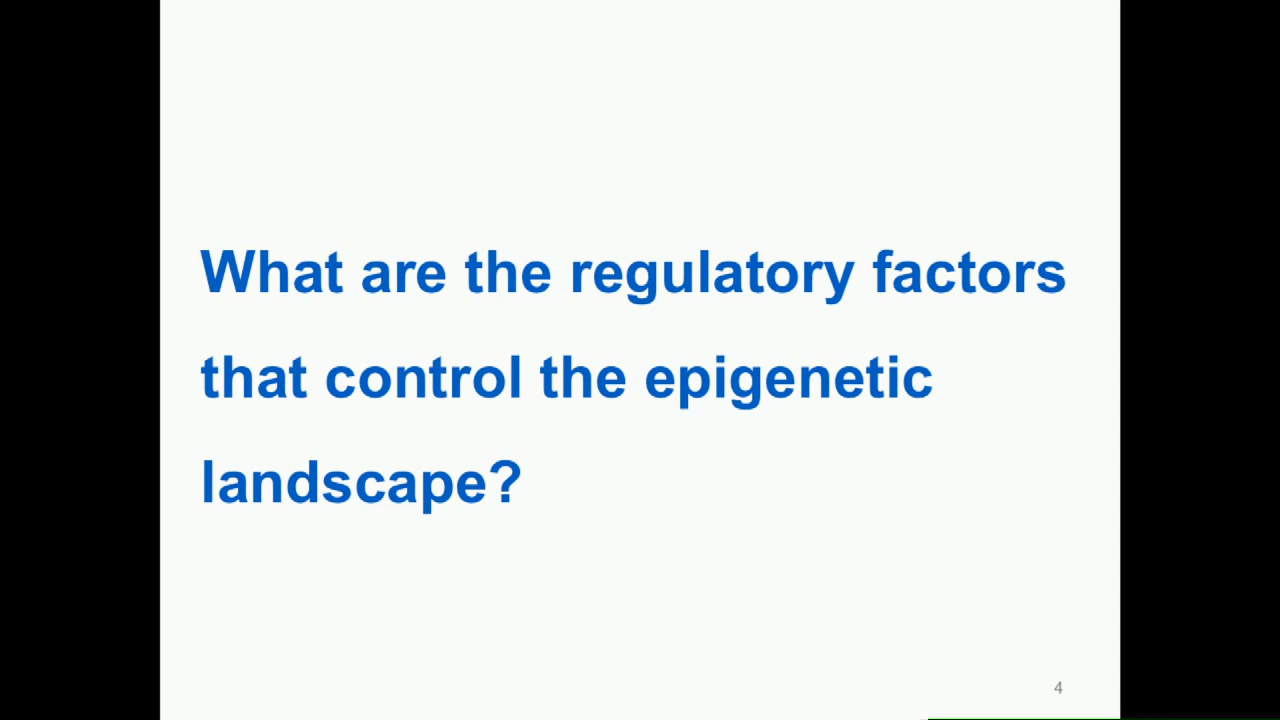 What are the regulatory factors
that control the epigenetic
landscape?
4